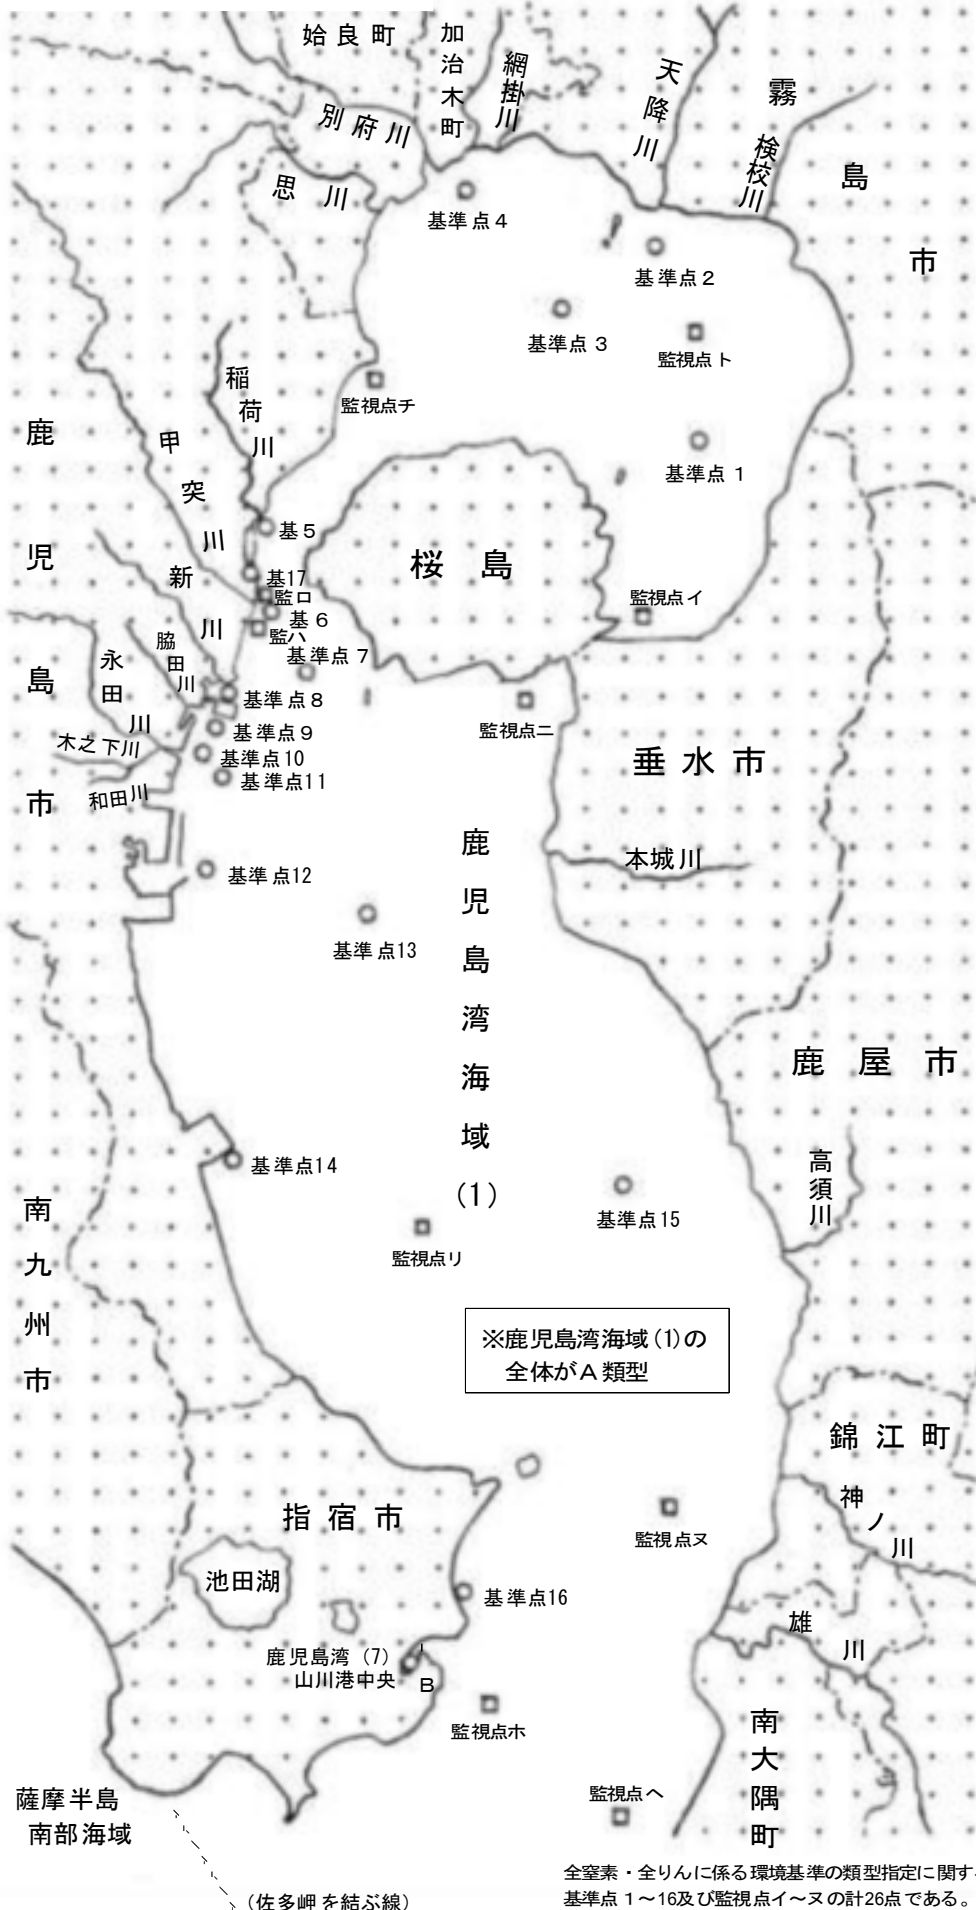 姶良町
加治木町
網掛川
天降川
霧島市
検校川
別府川
思川
基準点4
基準点2
基準点3
監視点ト
監視点チ
基準点1
稲荷川
鹿児島市
甲突川
基5
桜島
新川
基17
監ロ
監視点イ
基6
監ハ
脇田川
基準点7
永田川
基準点8
監視点ニ
基準点9
木之下川
基準点10
垂水市
基準点11
和田川
本城川
基準点12
鹿児島湾海域(1)
基準点13
鹿屋市
基準点14
高須川
南九州市
基準点15
監視点リ
※鹿児島湾海域(1)の
全体がA類型
錦江町
神ノ川
指宿市
監視点ヌ
池田湖
基準点16
雄川
鹿児島湾(7)
山川港中央
B
監視点ホ
南大隅町
監視点ヘ
薩摩半島
南部海域
(佐多岬を結ぶ線)
全窒素・全りんに係る環境基準の類型指定に関す
基準点1~16及び監視点イ~ヌの計26点である。